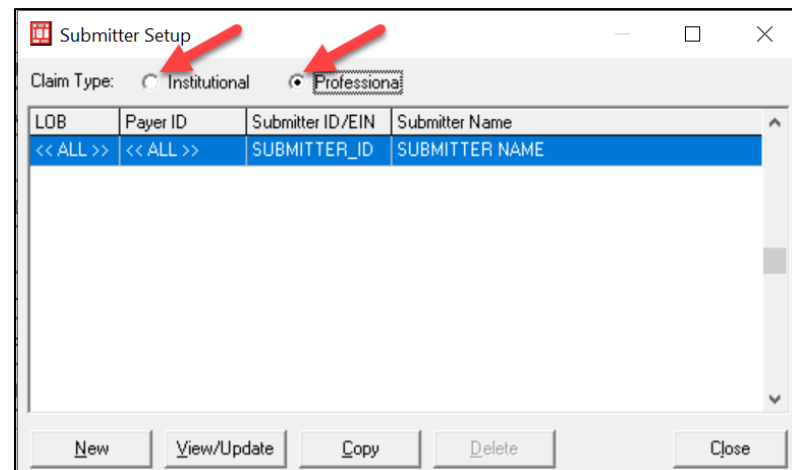 Submitter Setup
Claim Type: Institutional Professional
LOB Payer ID Submitter ID/EIN Submitter Name
<< ALL >> << ALL >> SUBMITTER_ID SUBMITTER NAME
New View/Update Copy Delete Close